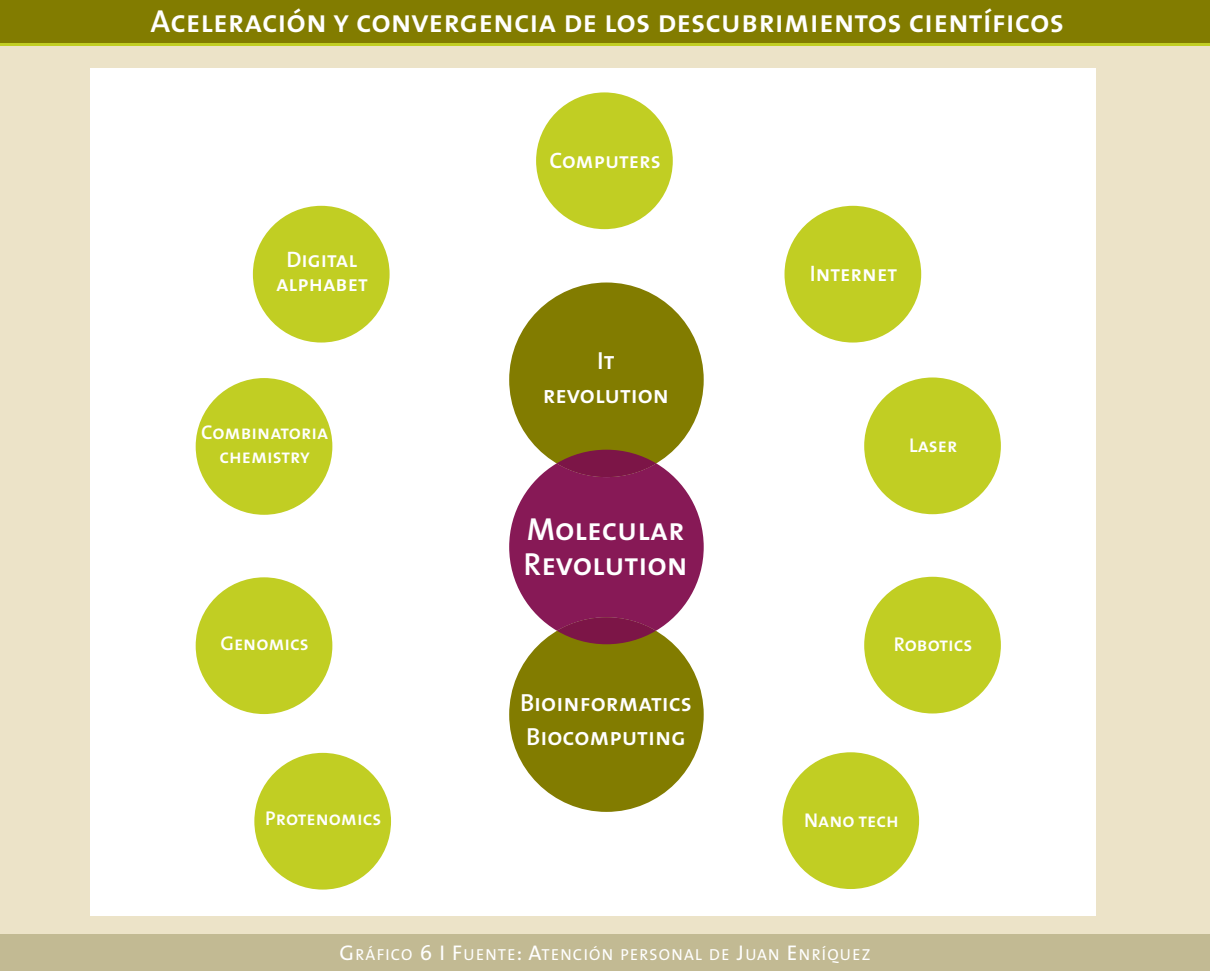 Aceleración y convergencia de los descubrimientos científicos
Computers
Digital
alphabet
Internet
It
revolution
Combinatoria
chemistry
Laser
Molecular
Revolution
Genomics
Robotics
Bioinformatics
Biocomputing
Protenomics
Nano tech
Gráfico 6 | Fuente: Atención personal de Juan Enríquez